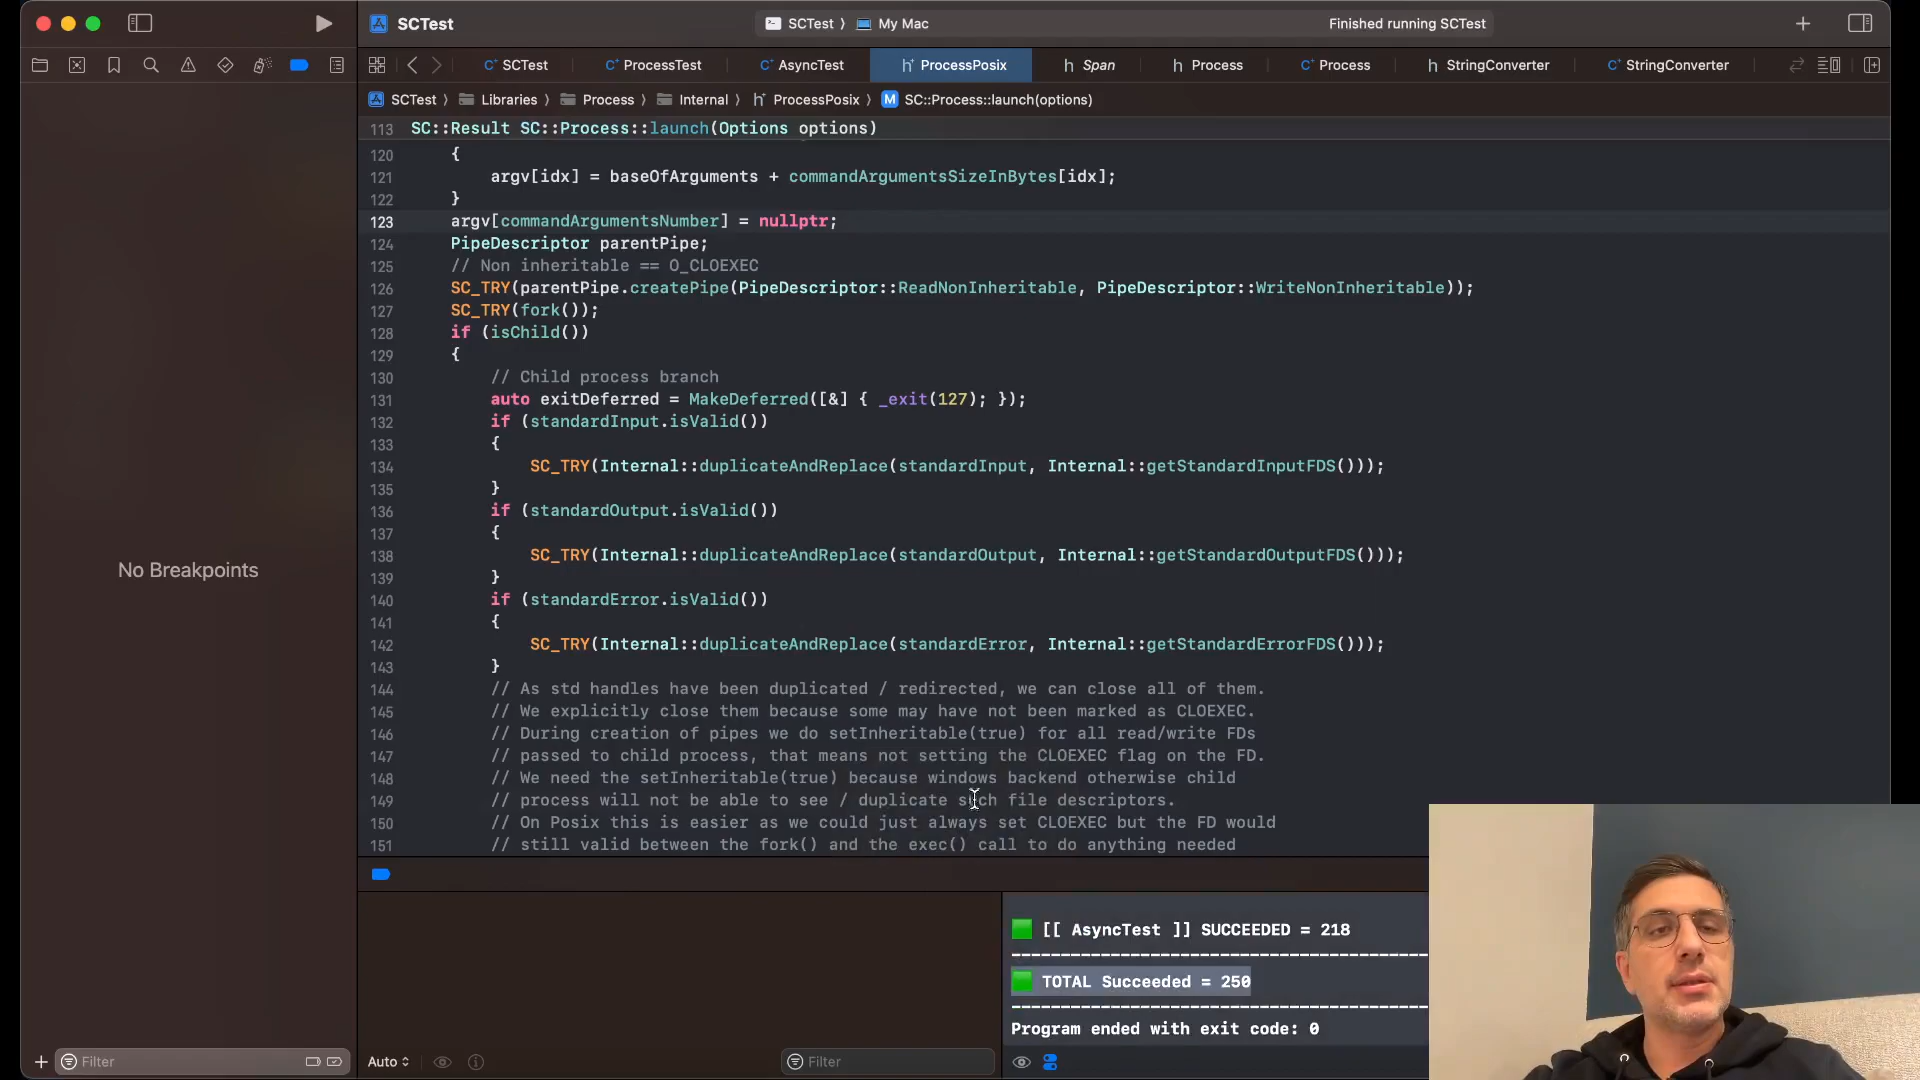 SCTest
SCTest 〉 My Mac
Finished running SCTest
SCTest
ProcessTest
AsyncTest
ProcessPosix
Span
Process
Process
StringConverter
StringConverter
SCTest 〉 Libraries 〉 Process 〉 Internal 〉 ProcessPosix 〉 M SC::Process::launch(options)
113 SC::Result SC::Process::launch(Options options)
120 {
121 argv[idx] = baseOfArguments + commandArgumentsSizeInBytes[idx];
122 }
123 argv[commandArgumentsNumber] = nullptr;
124 PipeDescriptor parentPipe;
125 // Non inheritable == O_CLOEXEC
126 SC_TRY(parentPipe.createPipe(PipeDescriptor::ReadNonInheritable, PipeDescriptor::WriteNonInheritable));
127 SC_TRY(fork());
128 if (isChild())
129 {
130 // Child process branch
131 auto exitDeferred = MakeDeferred([&] { _exit(127); });
132 if (standardInput.isValid())
133 {
134 SC_TRY(Internal::duplicateAndReplace(standardInput, Internal::getStandardInputFDS()));
135 }
136 if (standardOutput.isValid())
137 {
138 SC_TRY(Internal::duplicateAndReplace(standardOutput, Internal::getStandardOutputFDS()));
139 }
140 if (standardError.isValid())
141 {
142 SC_TRY(Internal::duplicateAndReplace(standardError, Internal::getStandardErrorFDS()));
143 }
144 // As std handles have been duplicated / redirected, we can close all of them.
145 // We explicitly close them because some may have not been marked as CLOEXEC.
146 // During creation of pipes we do setInheritable(true) for all read/write FDs
147 // passed to child process, that means not setting the CLOEXEC flag on the FD.
148 // We need the setInheritable(true) because windows backend otherwise child
149 // process will not be able to see / duplicate such file descriptors.
150 // On Posix this is easier as we could just always set CLOEXEC but the FD would
151 // still valid between the fork() and the exec() call to do anything needed
No Breakpoints
[[ AsyncTest ]] SUCCEEDED = 218
TOTAL Succeeded = 250
Program ended with exit code: 0
Filter
Auto
Filter